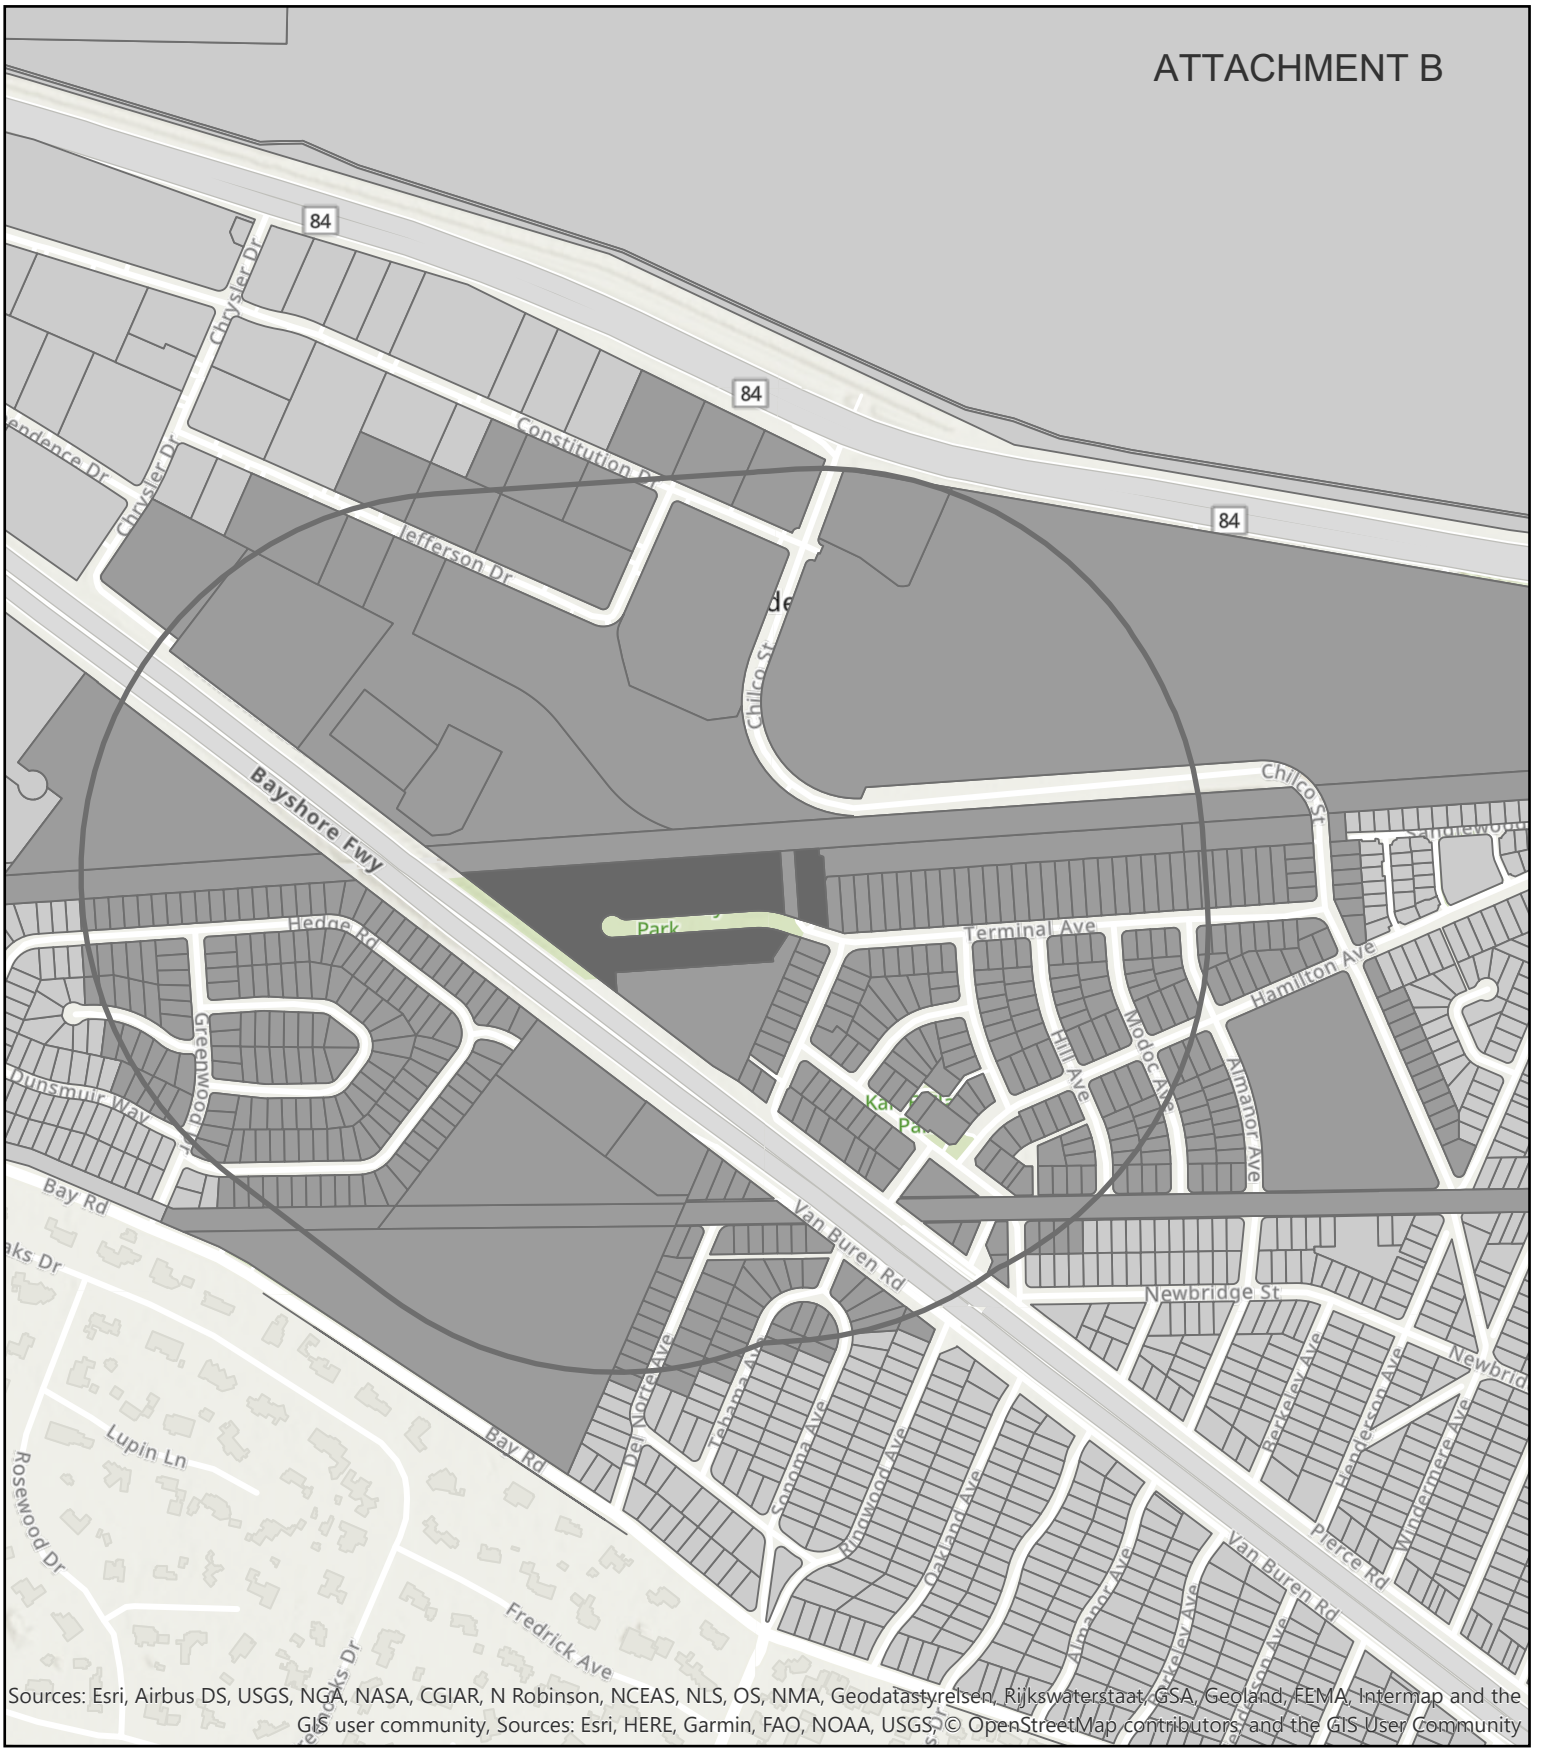 ATTACHMENT B
84
84
84
Chrysler Dr
Constitution Dr
Chrysler Dr
Jefferson Dr
de
Chilco St
Chilco St
Bayshore Fwy
Park
Terminal Ave
Hedge Rd
Hamilton Ave
Greenwood
Hill Ave
Modoc Ave
Almanor Ave
Dunsmuir Way
Bay Rd
Van Buren Rd
Newbridge St
Del Norte Ave
Tehama Ave
Sonoma Ave
Ringwood Ave
Oakland Ave
Berkeley Ave
Henderson Ave
Windermere Ave
Bay Rd
Lupin Ln
Rosewood Dr
Pierce Rd
Van Buren Rd
Almanor Ave
Fredrick Ave
Sources: Esri, Airbus DS, USGS, NGA, NASA, CGIAR, N Robinson, NCEAS, NLS, OS, NMA, Geodatastyrelsen, Rijkswaterstaat, GSA, Geoland, FEMA, Intermap and the
GIS user community, Sources: Esri, HERE, Garmin, FAO, NOAA, USGS, © OpenStreetMap contributors, and the GIS User Community